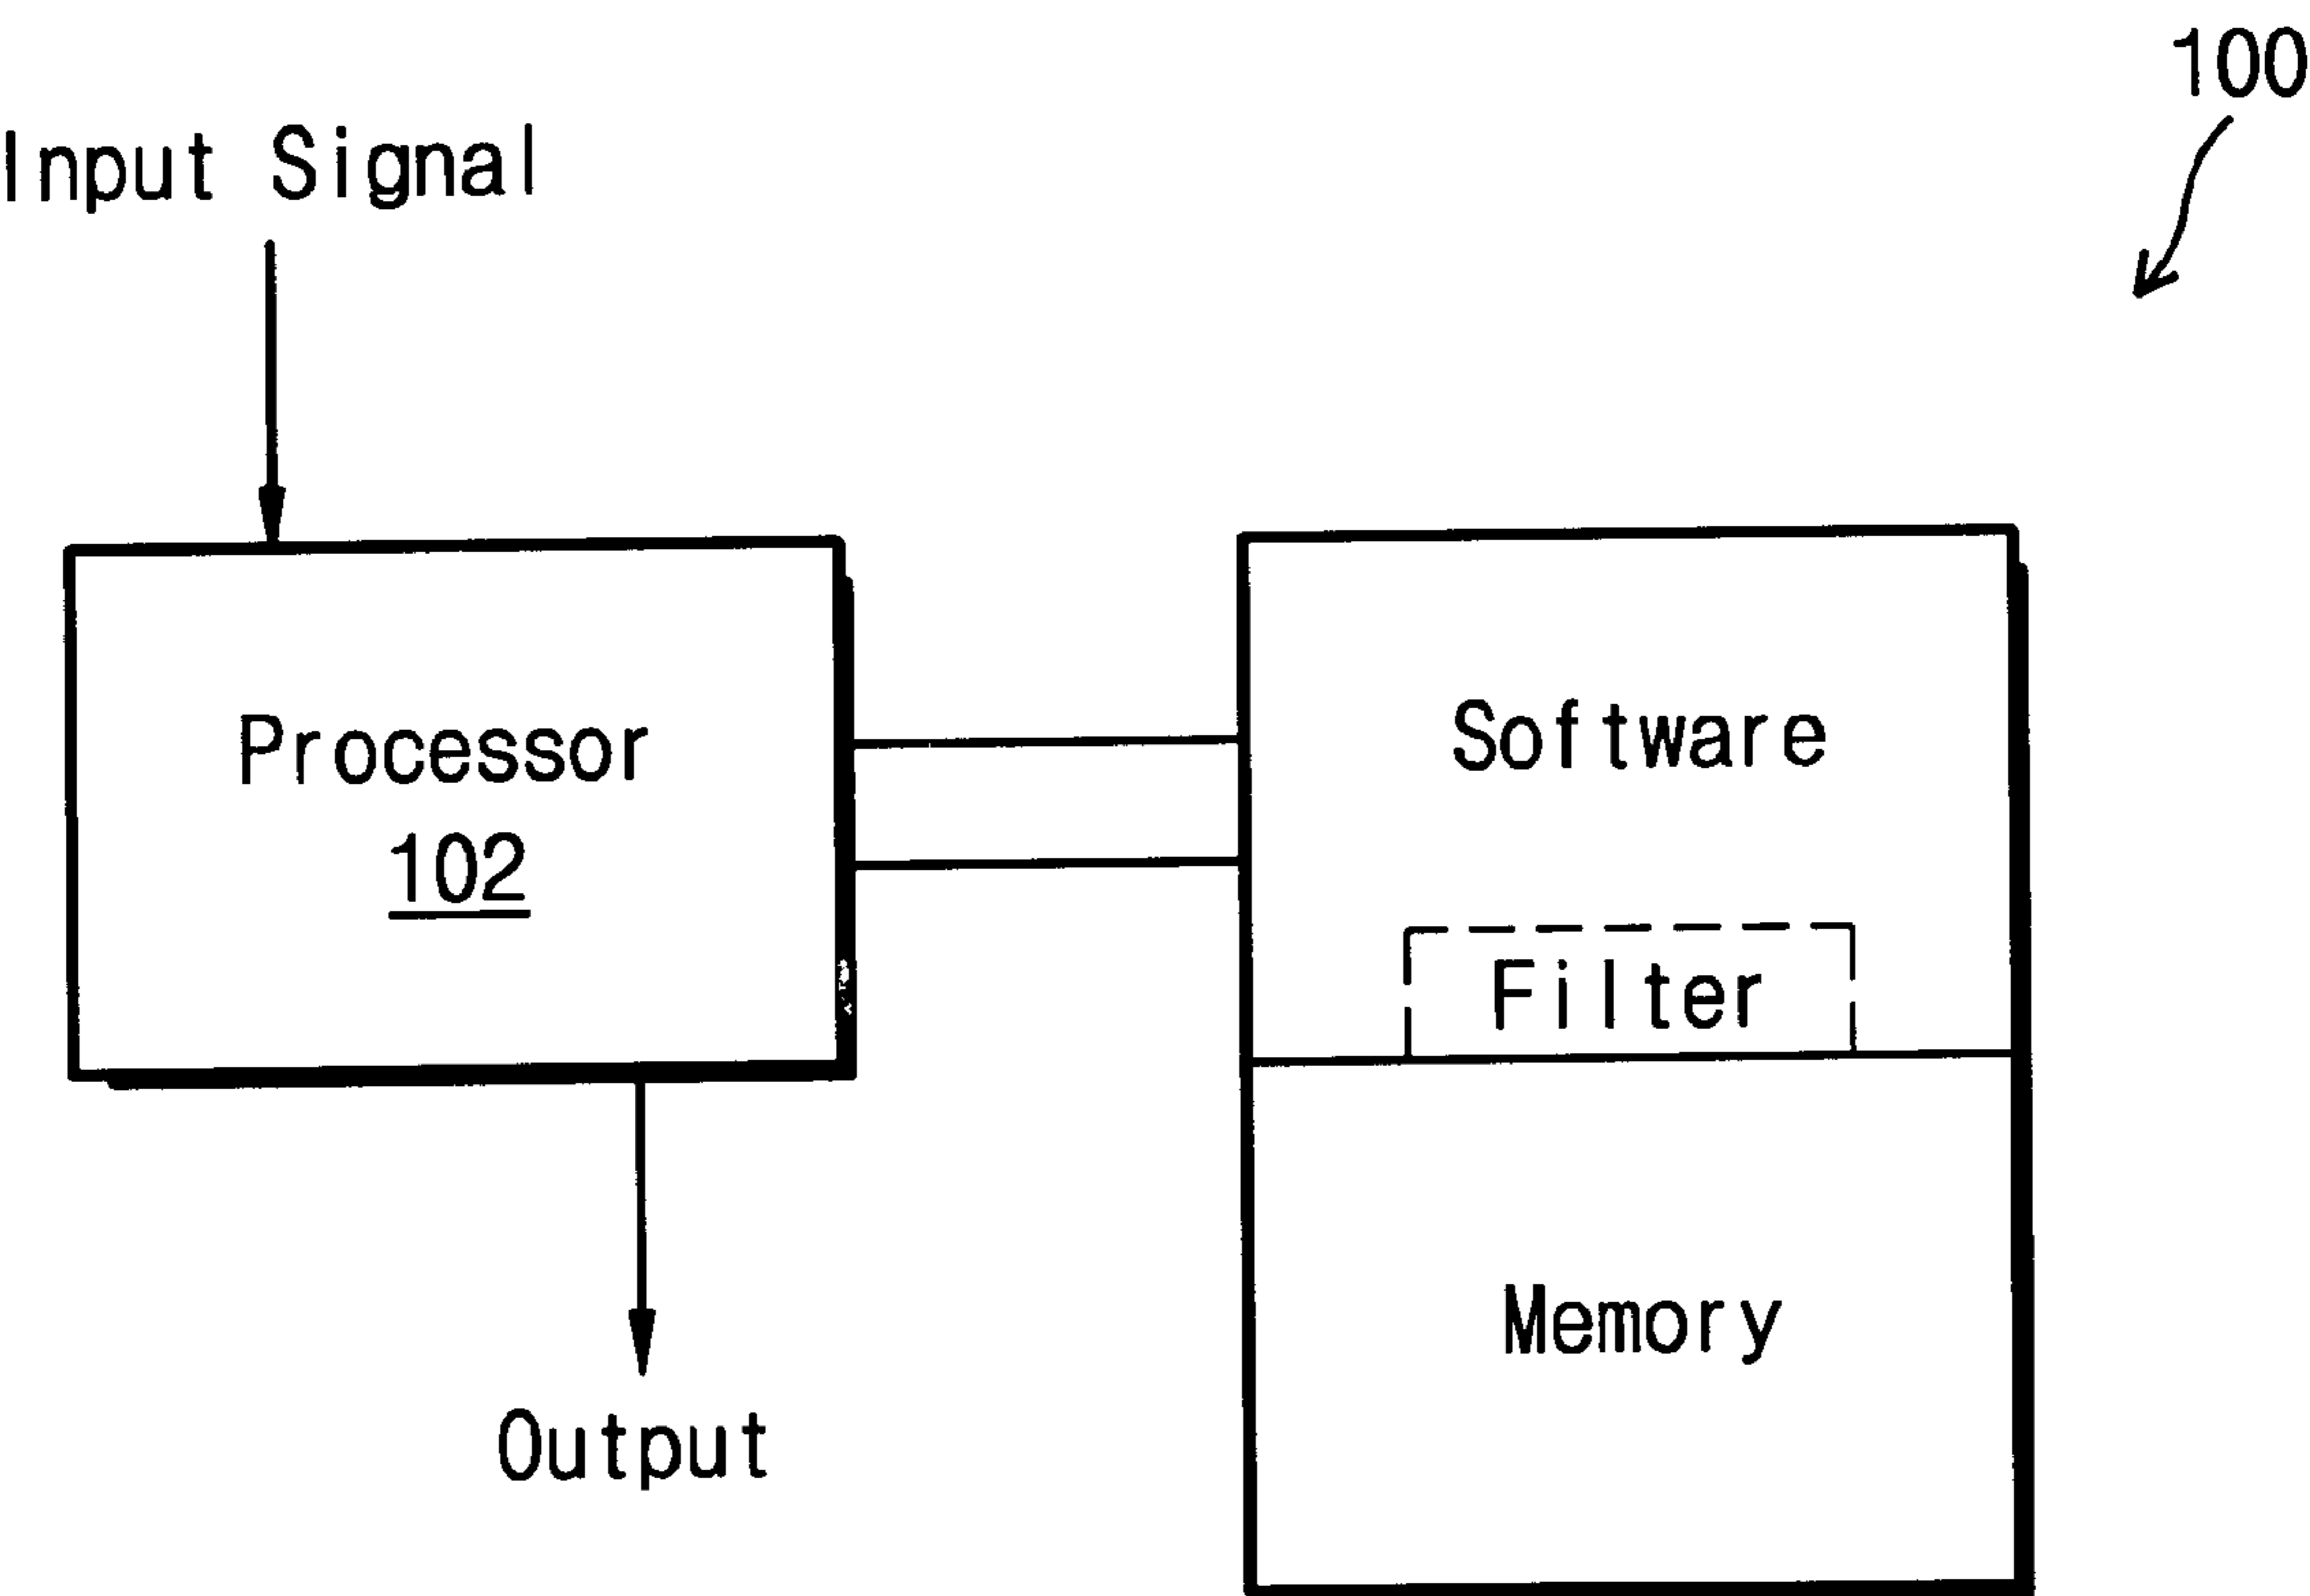 100
Input Signal
Processor
102
Software
Filter
Memory
Output